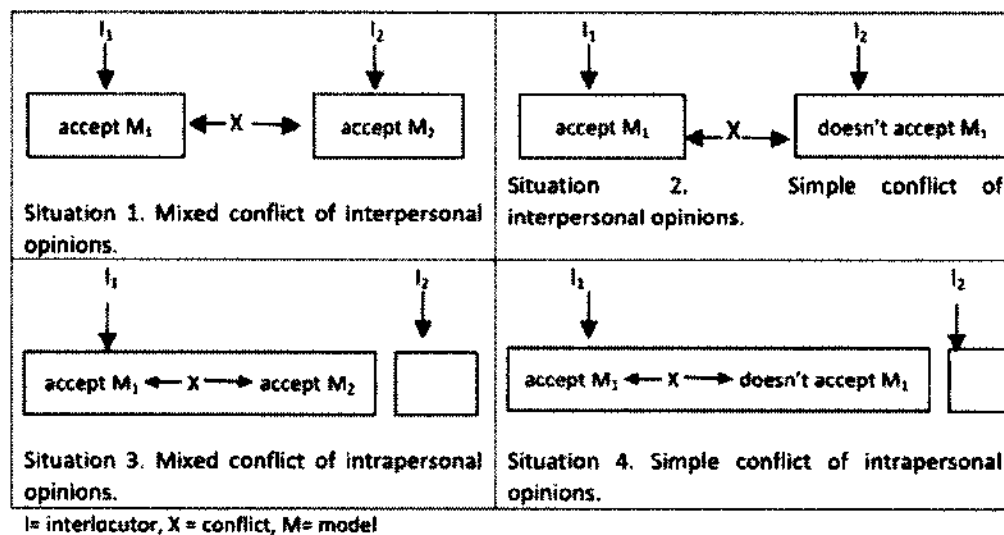 I₁ I₂
accept M₁ X accept M₂
Situation 1. Mixed conflict of interpersonal
opinions.
I₁ I₂
accept M₁ X doesn't accept M₁
Situation 2. Simple conflict of
interpersonal opinions.
I₁ I₂
accept M₁ X accept M₂
Situation 3. Mixed conflict of intrapersonal
opinions.
I₁ I₂
accept M₁ X doesn't accept M₁
Situation 4. Simple conflict of intrapersonal
opinions.
I= interlocutor, X = conflict, M= model